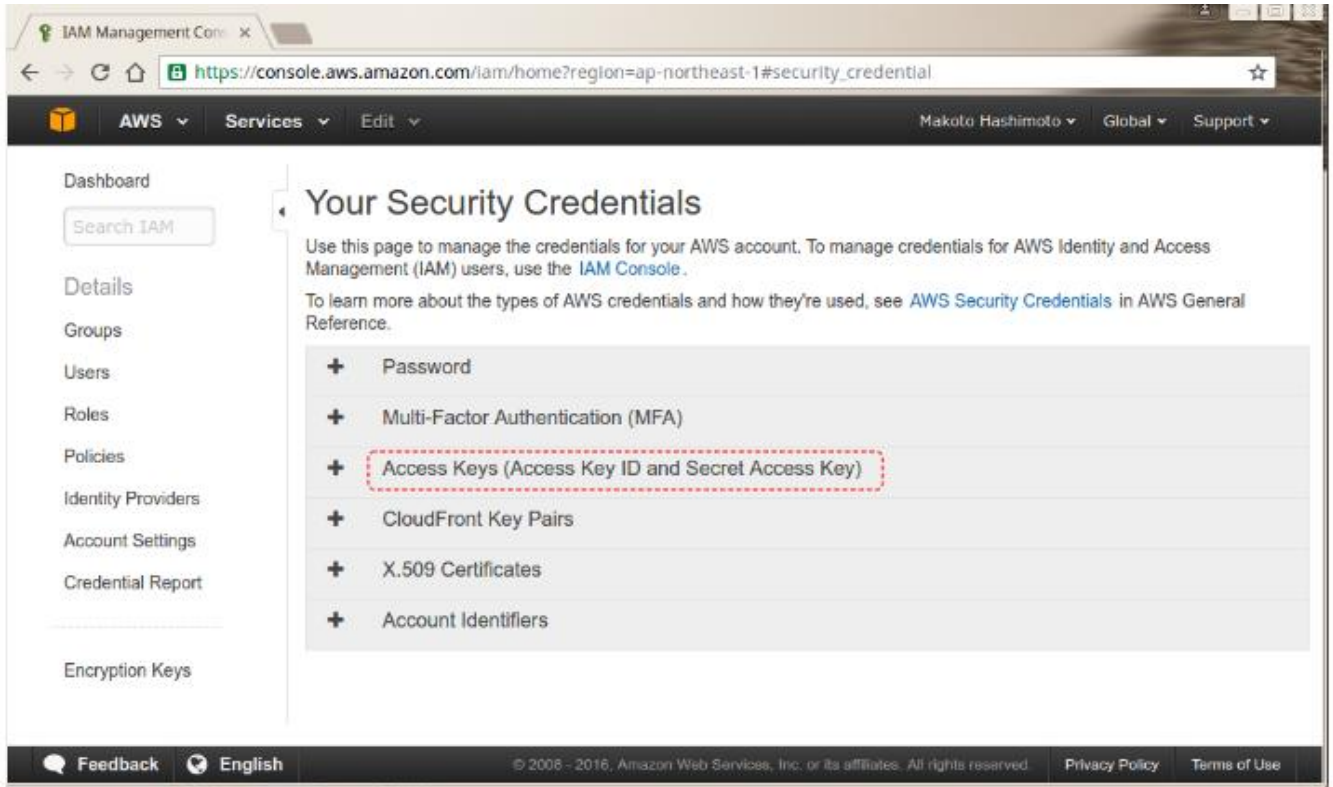 IAM Management Con
https://console.aws.amazon.com/iam/home?region=ap-northeast-1#security_credential
AWS Services Edit Makoto Hashimoto Global Support
Dashboard
Search IAM
Details
Groups
Users
Roles
Policies
Identity Providers
Account Settings
Credential Report
Encryption Keys
Your Security Credentials
Use this page to manage the credentials for your AWS account. To manage credentials for AWS Identity and Access
Management (IAM) users, use the IAM Console.
To learn more about the types of AWS credentials and how they're used, see AWS Security Credentials in AWS General
Reference.
Password
Multi-Factor Authentication (MFA)
Access Keys (Access Key ID and Secret Access Key)
CloudFront Key Pairs
X.509 Certificates
Account Identifiers
Feedback English © 2008 - 2016, Amazon Web Services, Inc. or its affiliates. All rights reserved. Privacy Policy Terms of Use